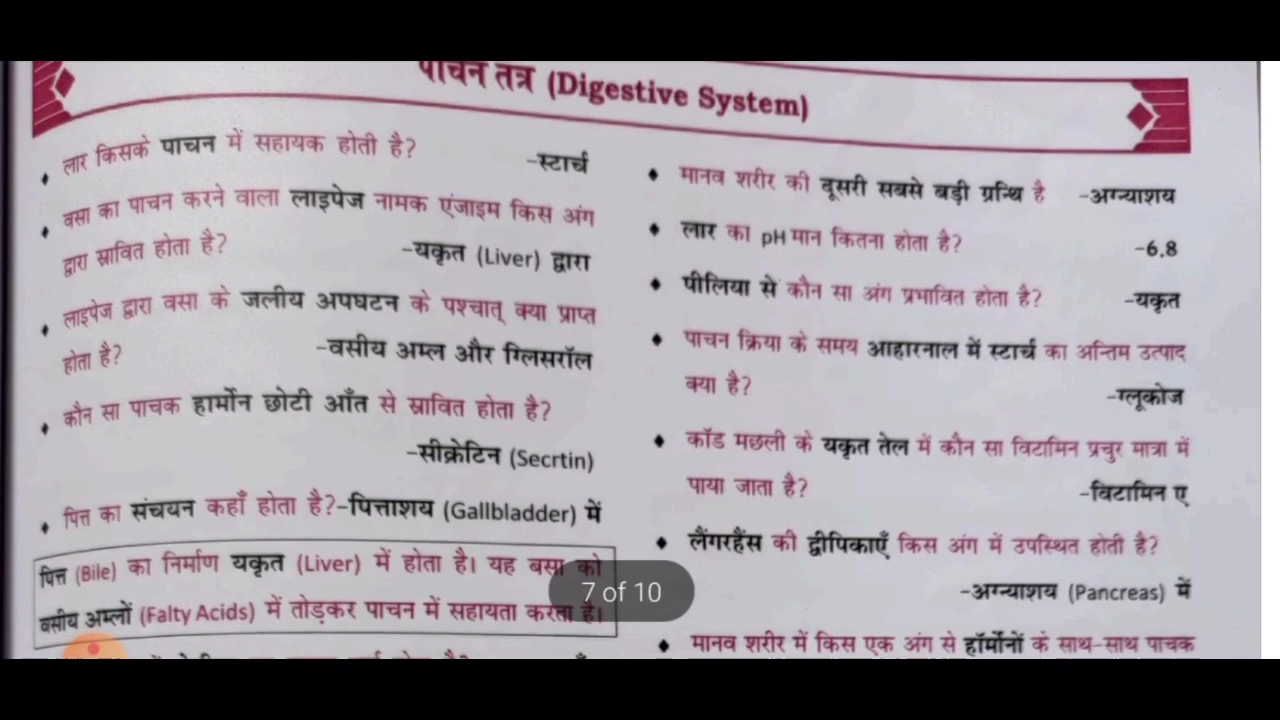 पाचन तंत्र (Digestive System)
लार किसके पाचन में सहायक होती है?
-स्टार्च
वसा का पाचन करने वाला लाइपेज नामक एंजाइम किस अंग
द्वारा स्रावित होता है? -यकृत (Liver) द्वारा
लाइपेज द्वारा वसा के जलीय अपघटन के पश्चात् क्या प्राप्त
होता है? -वसीय अम्ल और ग्लिसरॉल
कौन सा पाचक हार्मोन छोटी आँत से स्रावित होता है?
-सीक्रेटिन (Secrtin)
पित्त का संचयन कहाँ होता है?-पित्ताशय (Gallbladder) में
पित्त (Bile) का निर्माण यकृत (Liver) में होता है। यह बसा को
वसीय अम्लों (Falty Acids) में तोड़कर पाचन में सहायता करता है।
मानव शरीर की दूसरी सबसे बड़ी ग्रन्थि है -अग्न्याशय
लार का pH मान कितना होता है? -6.8
पीलिया से कौन सा अंग प्रभावित होता है? -यकृत
पाचन क्रिया के समय आहारनाल में स्टार्च का अन्तिम उत्पाद
क्या है? -ग्लूकोज
कॉड मछली के यकृत तेल में कौन सा विटामिन प्रचुर मात्रा में
पाया जाता है? -विटामिन ए
लैंगरहैंस की द्वीपिकाएँ किस अंग में उपस्थित होती है?
-अग्न्याशय (Pancreas) में
मानव शरीर में किस एक अंग से हॉर्मोनों के साथ-साथ पाचक
7 of 10